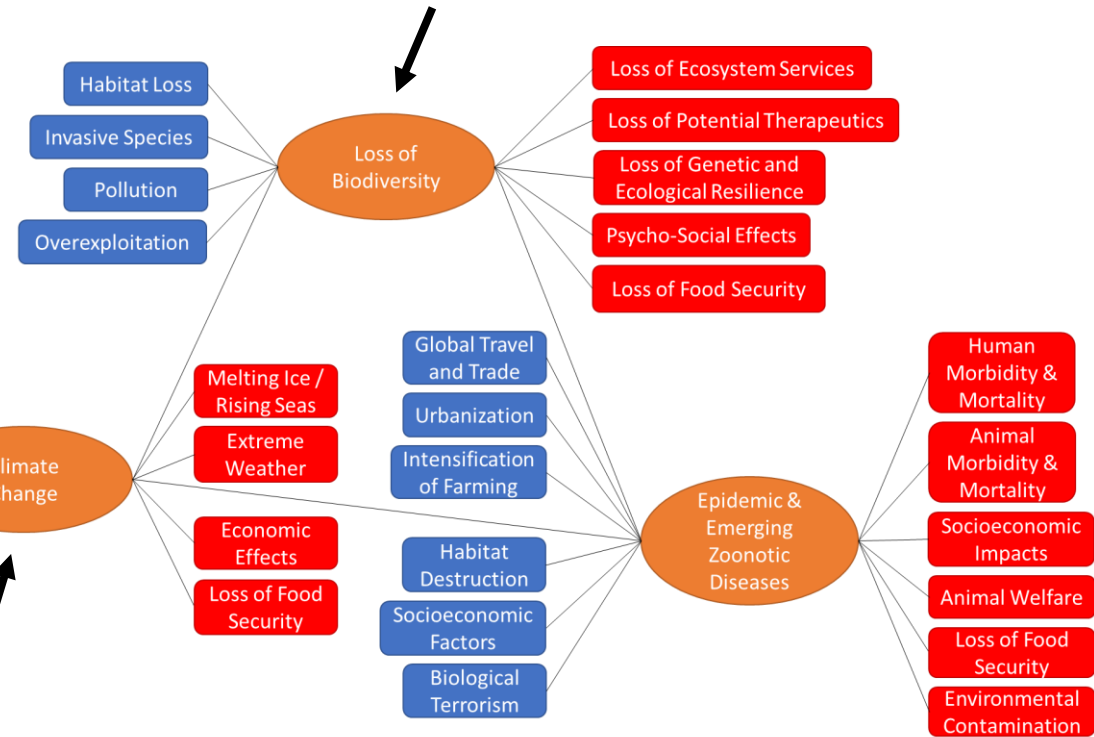 Habitat Loss
Invasive Species
Pollution
Overexploitation
Loss of
Biodiversity
Loss of Ecosystem Services
Loss of Potential Therapeutics
Loss of Genetic and
Ecological Resilience
Psycho-Social Effects
Loss of Food Security
limate
hange
Melting Ice /
Rising Seas
Extreme
Weather
Economic
Effects
Loss of Food
Security
Global Travel
and Trade
Urbanization
Intensification
of Farming
Habitat
Destruction
Socioeconomic
Factors
Biological
Terrorism
Epidemic &
Emerging
Zoonotic
Diseases
Human
Morbidity &
Mortality
Animal
Morbidity &
Mortality
Socioeconomic
Impacts
Animal Welfare
Loss of Food
Security
Environmental
Contamination